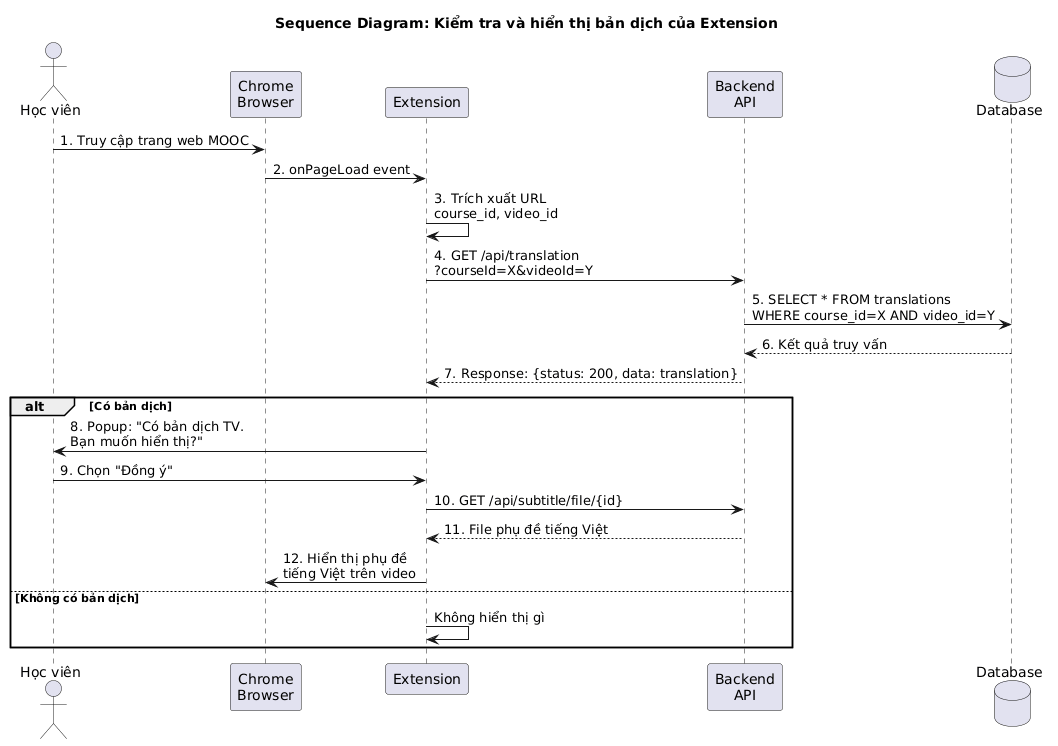 Sequence Diagram: Kiểm tra và hiển thị bản dịch của Extension
Học viên
Chrome
Browser
Extension
Backend
API
Database
1. Truy cập trang web MOOC
2. onPageLoad event
3. Trích xuất URL
course_id, video_id
4. GET /api/translation
?courseId=X&videoId=Y
5. SELECT * FROM translations
WHERE course_id=X AND video_id=Y
6. Kết quả truy vấn
7. Response: {status: 200, data: translation}
alt
[Có bản dịch]
8. Popup: "Có bản dịch TV.
Bạn muốn hiển thị?"
9. Chọn "Đồng ý"
10. GET /api/subtitle/file/{id}
11. File phụ đề tiếng Việt
12. Hiển thị phụ đề
tiếng Việt trên video
[Không có bản dịch]
Không hiển thị gì
Học viên
Chrome
Browser
Extension
Backend
API
Database